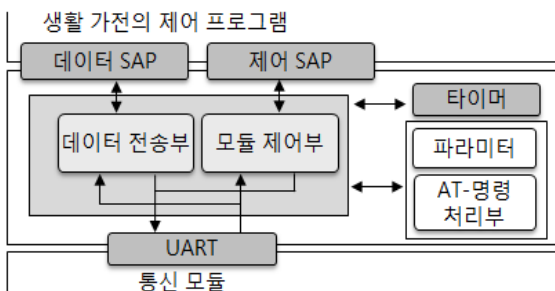 생활 가전의 제어 프로그램
데이터 SAP
제어 SAP
타이머
데이터 전송부
모듈 제어부
파라미터
AT-명령
처리부
UART
통신 모듈